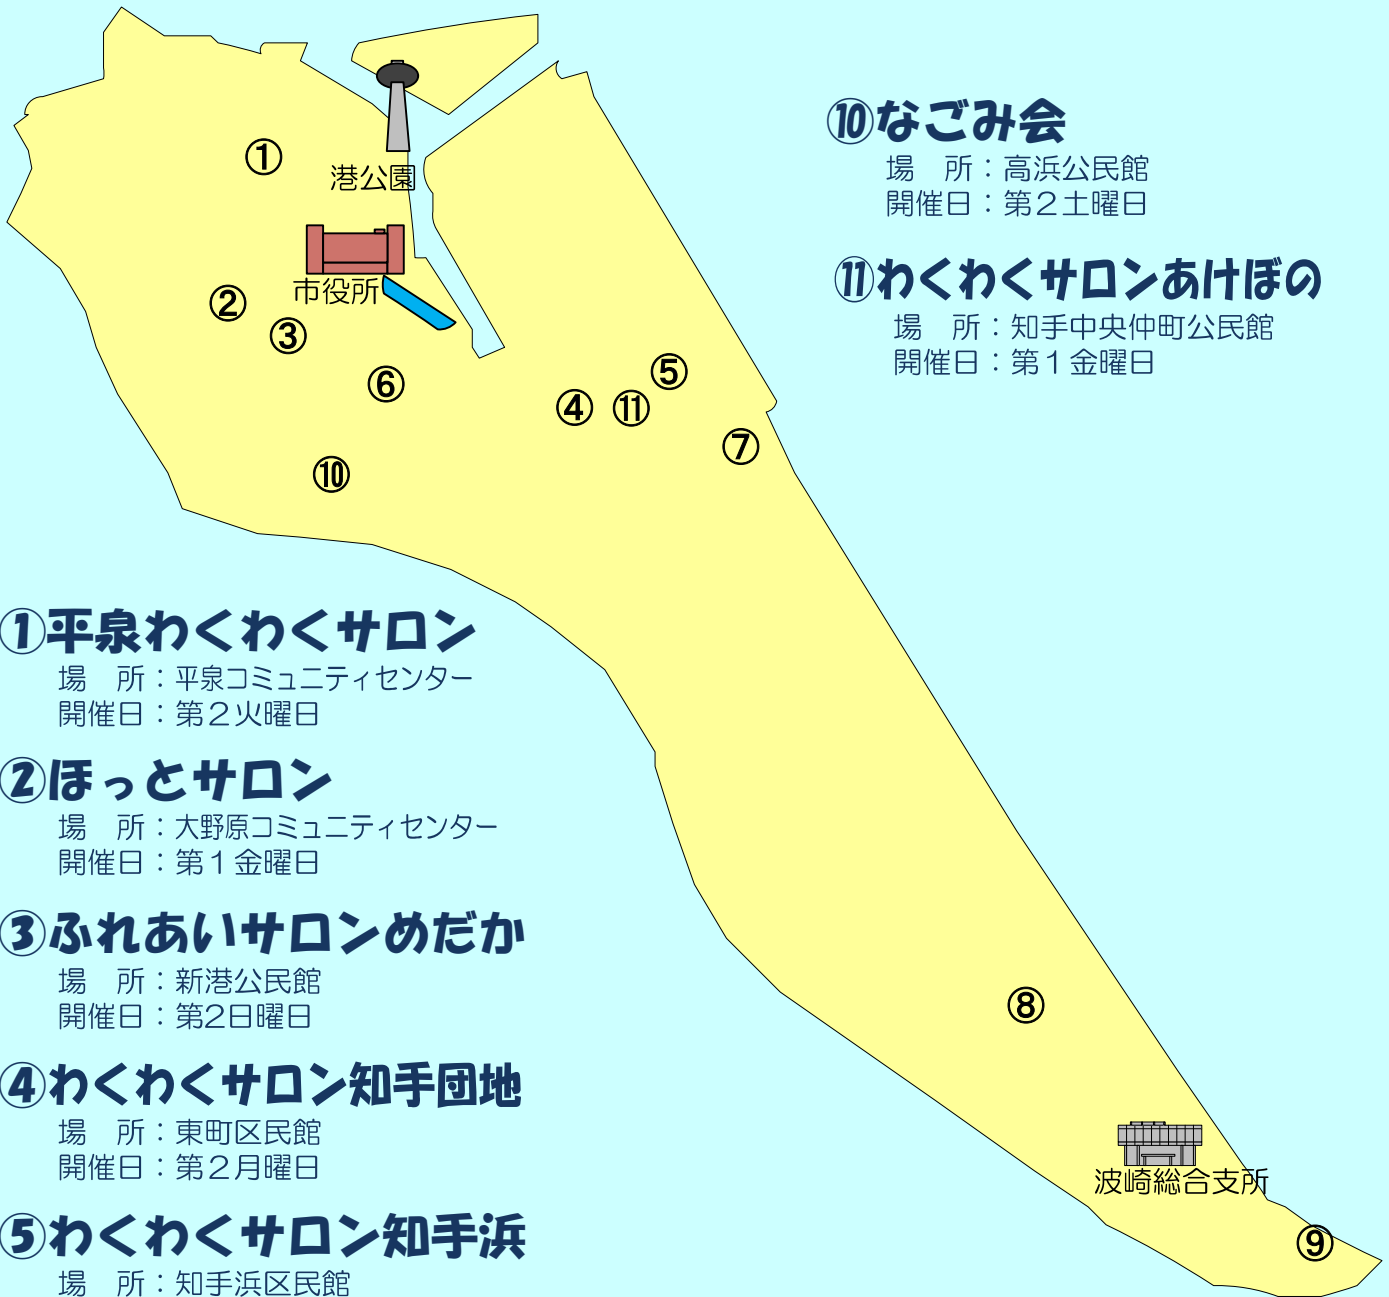 ⑩なごみ会
場　所：高浜公民館
開催日：第２土曜日
⑪わくわくサロンあけぼの
場　所：知手中央仲町公民館
開催日：第１金曜日
①
港公園
市役所
②
③
⑥
④
⑪
⑤
⑦
⑩
①平泉わくわくサロン
場　所：平泉コミュニティセンター
開催日：第２火曜日
②ほっとサロン
場　所：大野原コミュニティセンター
開催日：第１金曜日
③ふれあいサロンめだか
場　所：新港公民館
開催日：第2日曜日
④わくわくサロン知手団地
場　所：東町区民館
開催日：第２月曜日
⑤わくわくサロン知手浜
場　所：知手浜区民館
⑧
波崎総合支所
⑨